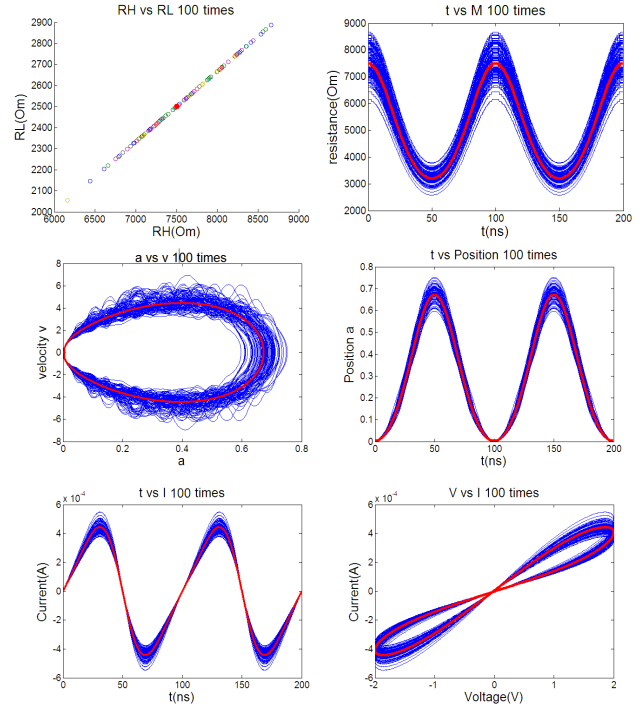 RH vs RL 100 times
2900
2800
2700
2600
2500
2400
2300
2200
2100
2000
RL(Om)
6000 6500 7000 7500 8000 8500 9000
RH(Om)
t vs M 100 times
9000
8000
7000
6000
5000
4000
3000
2000
resistance(Om)
0 50 100 150 200
t(ns)
a vs v 100 times
8
6
4
2
0
-2
-4
-6
-8
velocity v
0 0.2 0.4 0.6 0.8
a
t vs Position 100 times
0.8
0.7
0.6
0.5
0.4
0.3
0.2
0.1
0
Position a
0 50 100 150 200
t(ns)
t vs I 100 times
x 10-4
6
4
2
0
-2
-4
-6
Current(A)
0 50 100 150 200
t(ns)
V vs I 100 times
x 10-4
6
4
2
0
-2
-4
-6
Current(A)
-2 -1 0 1 2
Voltage(V)